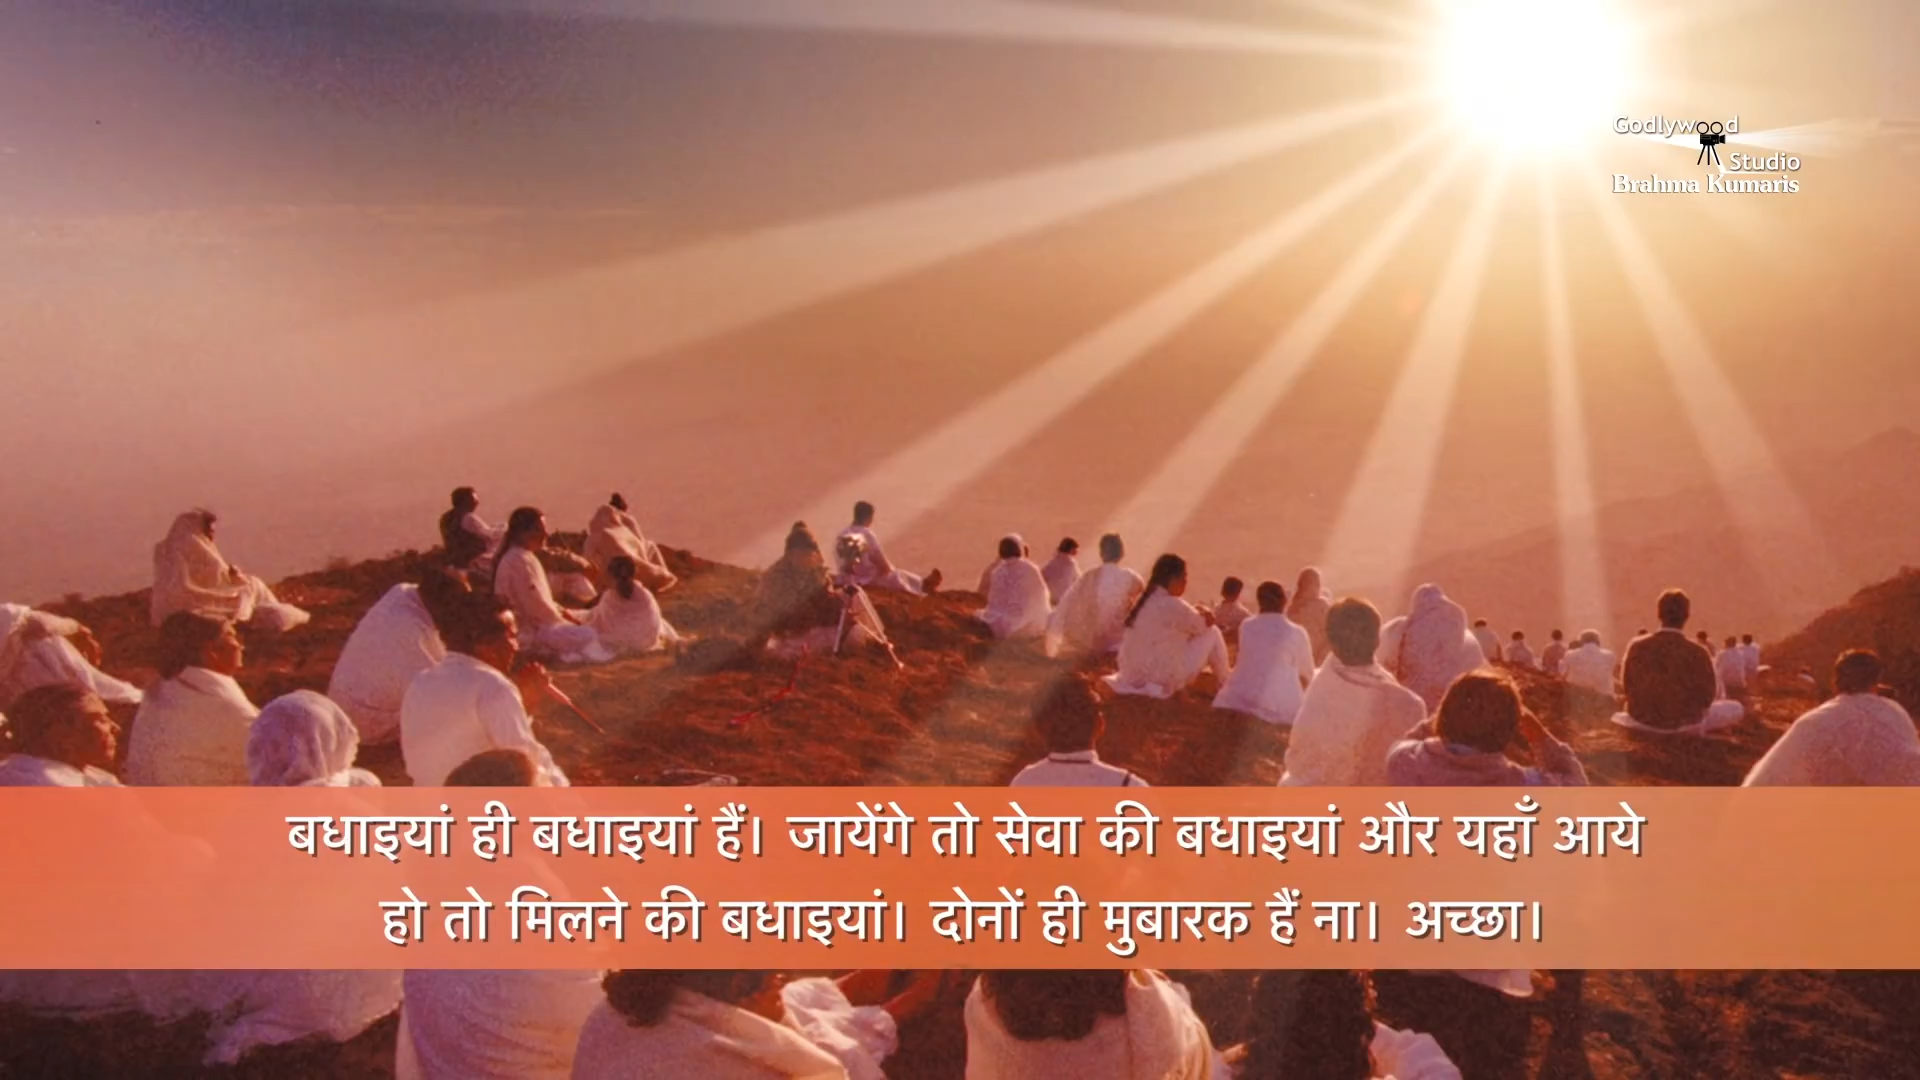 Godlywood
Studio
Brahma Kumaris
बधाइयां ही बधाइयां हैं। जायेंगे तो सेवा की बधाइयां और यहाँ आये
हो तो मिलने की बधाइयां। दोनों ही मुबारक हैं ना। अच्छा।